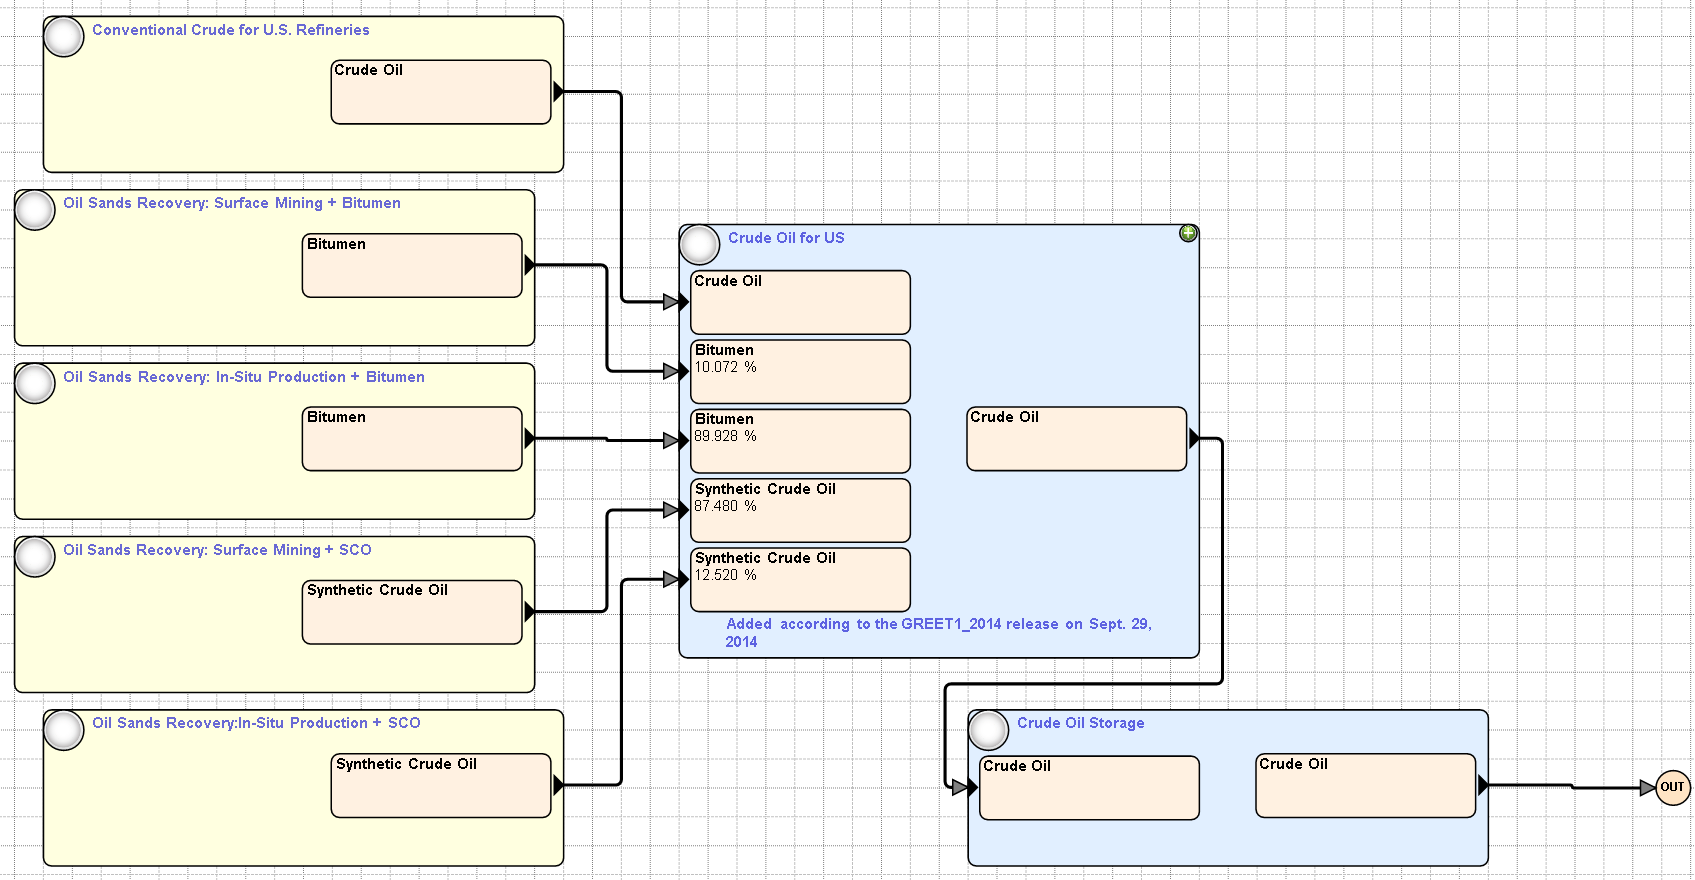 Conventional Crude for U.S. Refineries
Crude Oil
Oil Sands Recovery: Surface Mining + Bitumen
Bitumen
Oil Sands Recovery: In-Situ Production + Bitumen
Bitumen
Oil Sands Recovery: Surface Mining + SCO
Synthetic Crude Oil
Oil Sands Recovery:In-Situ Production + SCO
Synthetic Crude Oil
Crude Oil for US
Crude Oil
Bitumen
10.072 %
Bitumen
89.928 %
Synthetic Crude Oil
87.480 %
Synthetic Crude Oil
12.520 %
Crude Oil
Added according to the GREET1_2014 release on Sept. 29,
2014
Crude Oil Storage
Crude Oil
Crude Oil
OUT